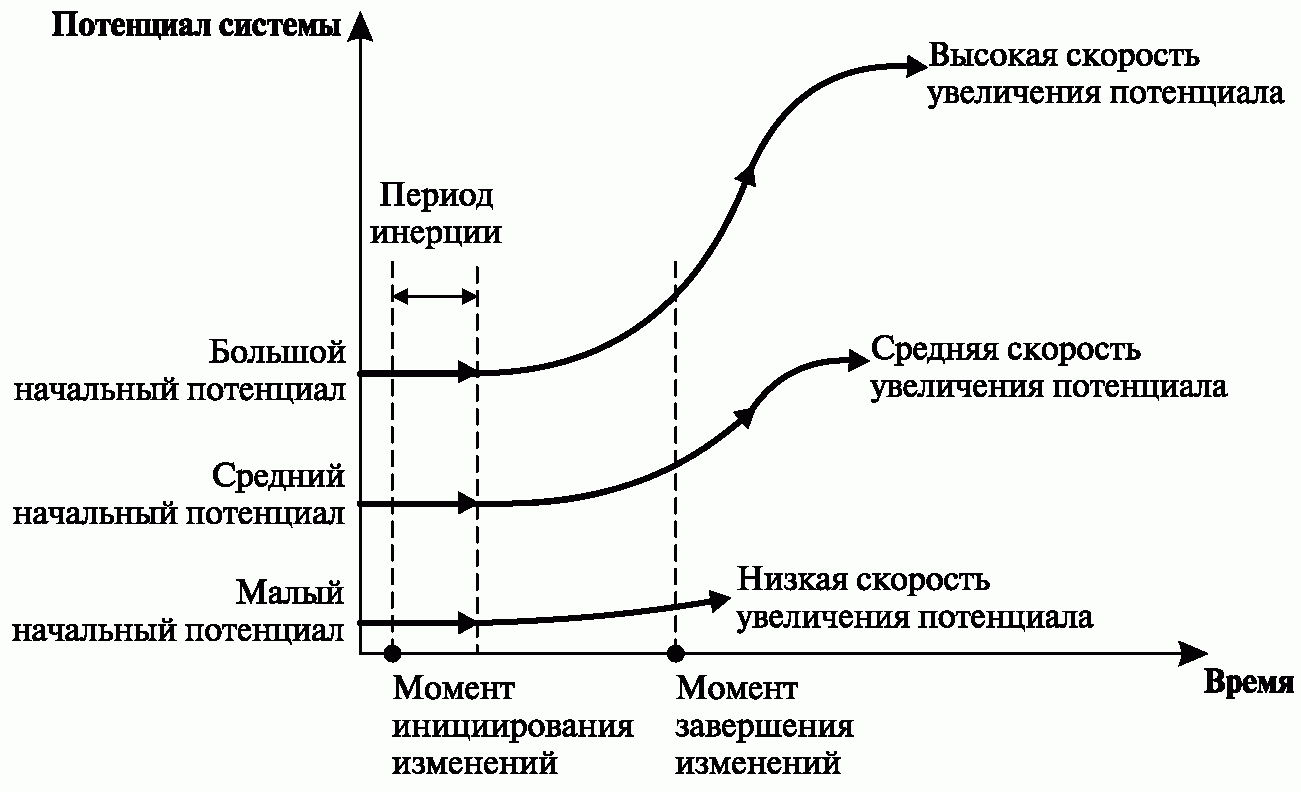 Потенциал системы
Высокая скорость
увеличения потенциала
Период
инерции
Большой
начальный потенциал
Средняя скорость
увеличения потенциала
Средний
начальный потенциал
Малый
начальный потенциал
Низкая скорость
увеличения потенциала
Время
Момент
инициирования
изменений
Момент
завершения
изменений